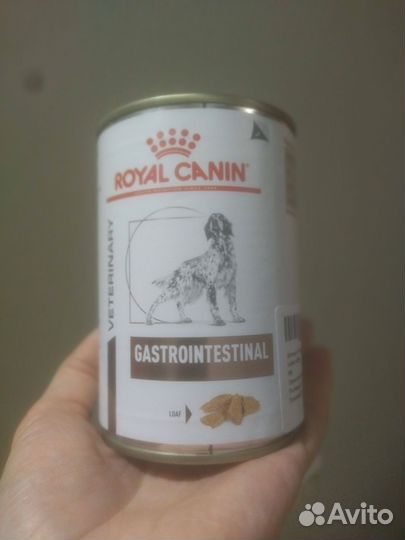 ROYAL CANIN
VETERINARY
GASTROINTESTINAL
LOAF
Avito